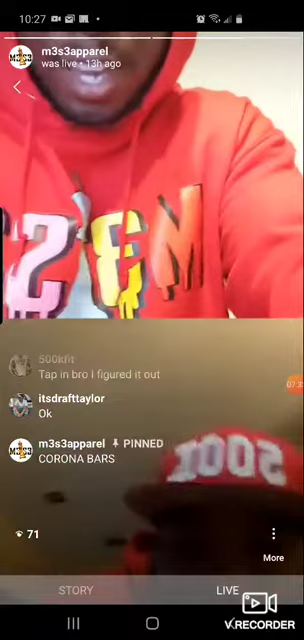 10:27
m3s3apparel
was live • 13h ago
M3S3
500kfit
Tap in bro I figured it out
itsdrafttaylor
Ok
m3s3apparel PINNED
CORONA BARS
71
More
STORY LIVE
V.RECORDER